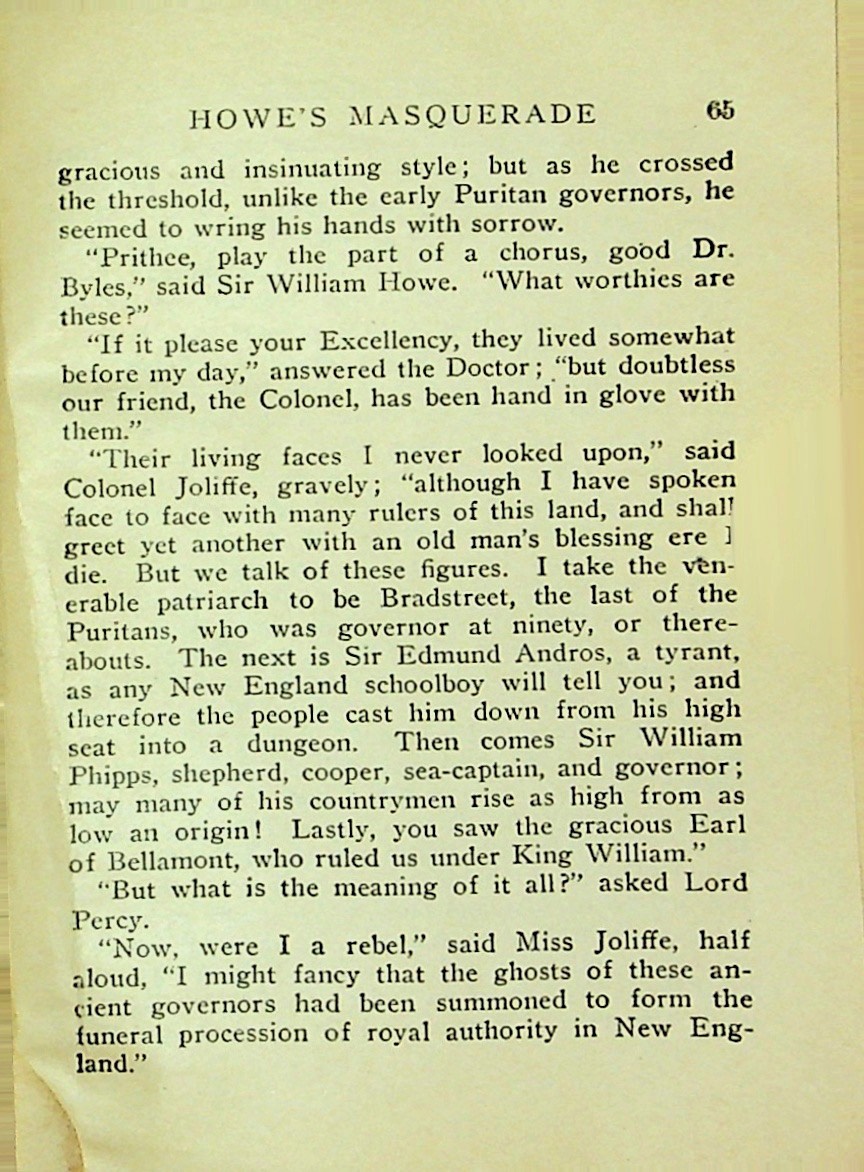 HOWE'S MASQUERADE 65
gracious and insinuating style; but as he crossed
the threshold, unlike the early Puritan governors, he
seemed to wring his hands with sorrow.
“Prithee, play the part of a chorus, good Dr.
Byles,” said Sir William Howe. “What worthies are
these?”
“If it please your Excellency, they lived somewhat
before my day,” answered the Doctor; “but doubtless
our friend, the Colonel, has been hand in glove with
them.”
“Their living faces I never looked upon,” said
Colonel Joliffe, gravely; “although I have spoken
face to face with many rulers of this land, and shall
greet yet another with an old man's blessing ere I
die. But we talk of these figures. I take the ven-
erable patriarch to be Bradstreet, the last of the
Puritans, who was governor at ninety, or there-
abouts. The next is Sir Edmund Andros, a tyrant,
as any New England schoolboy will tell you; and
therefore the people cast him down from his high
seat into a dungeon. Then comes Sir William
Phipps, shepherd, cooper, sea-captain, and governor;
may many of his countrymen rise as high from as
low an origin! Lastly, you saw the gracious Earl
of Bellamont, who ruled us under King William.”
“But what is the meaning of it all?” asked Lord
Percy.
“Now, were I a rebel,” said Miss Joliffe, half
aloud, “I might fancy that the ghosts of these an-
cient governors had been summoned to form the
funeral procession of royal authority in New Eng-
land.”